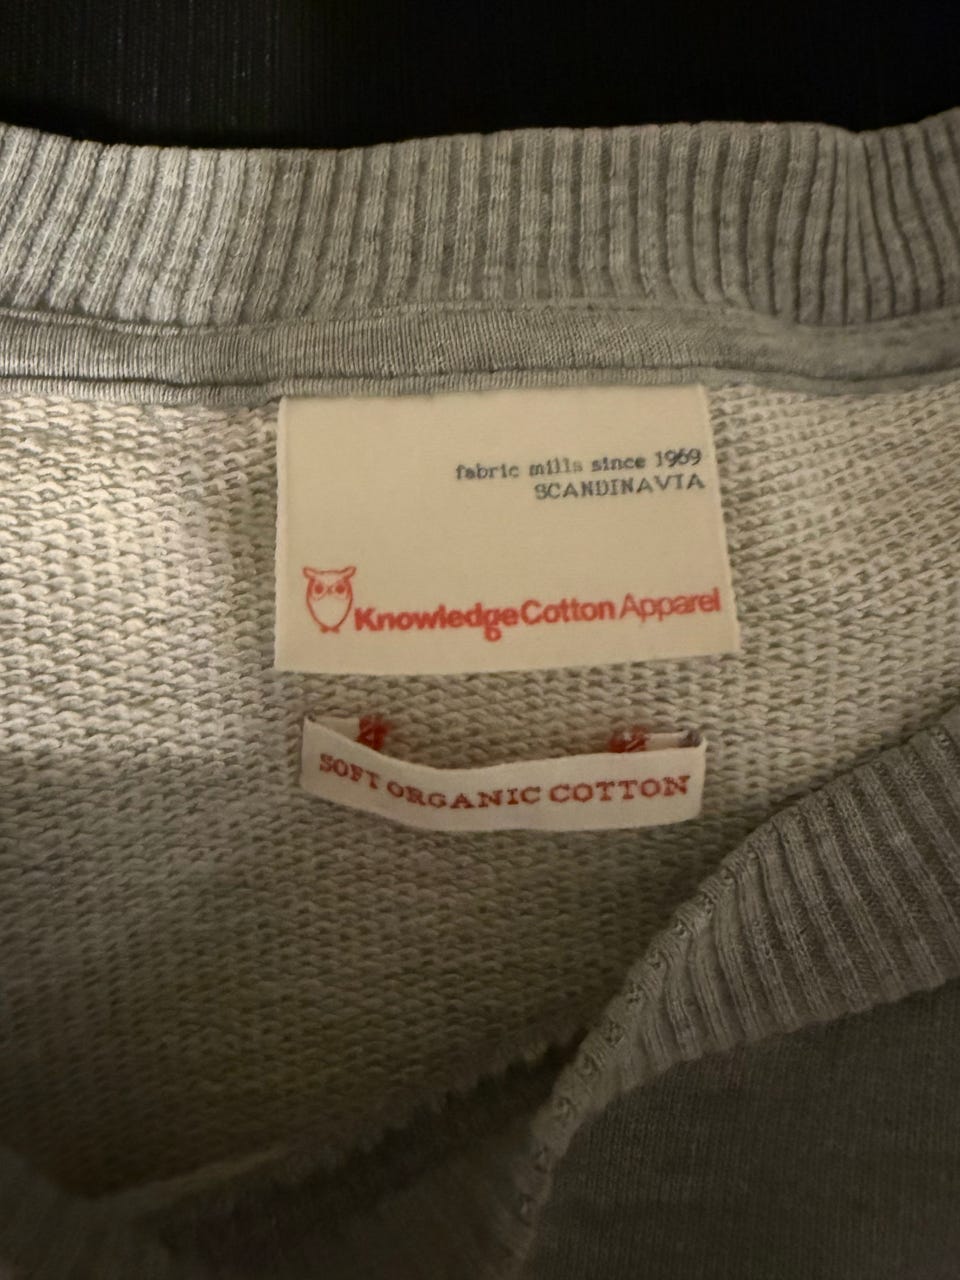 fabric mills since 1969
SCANDINAVIA
KnowledgeCotton Apparel
SOFT ORGANIC COTTON